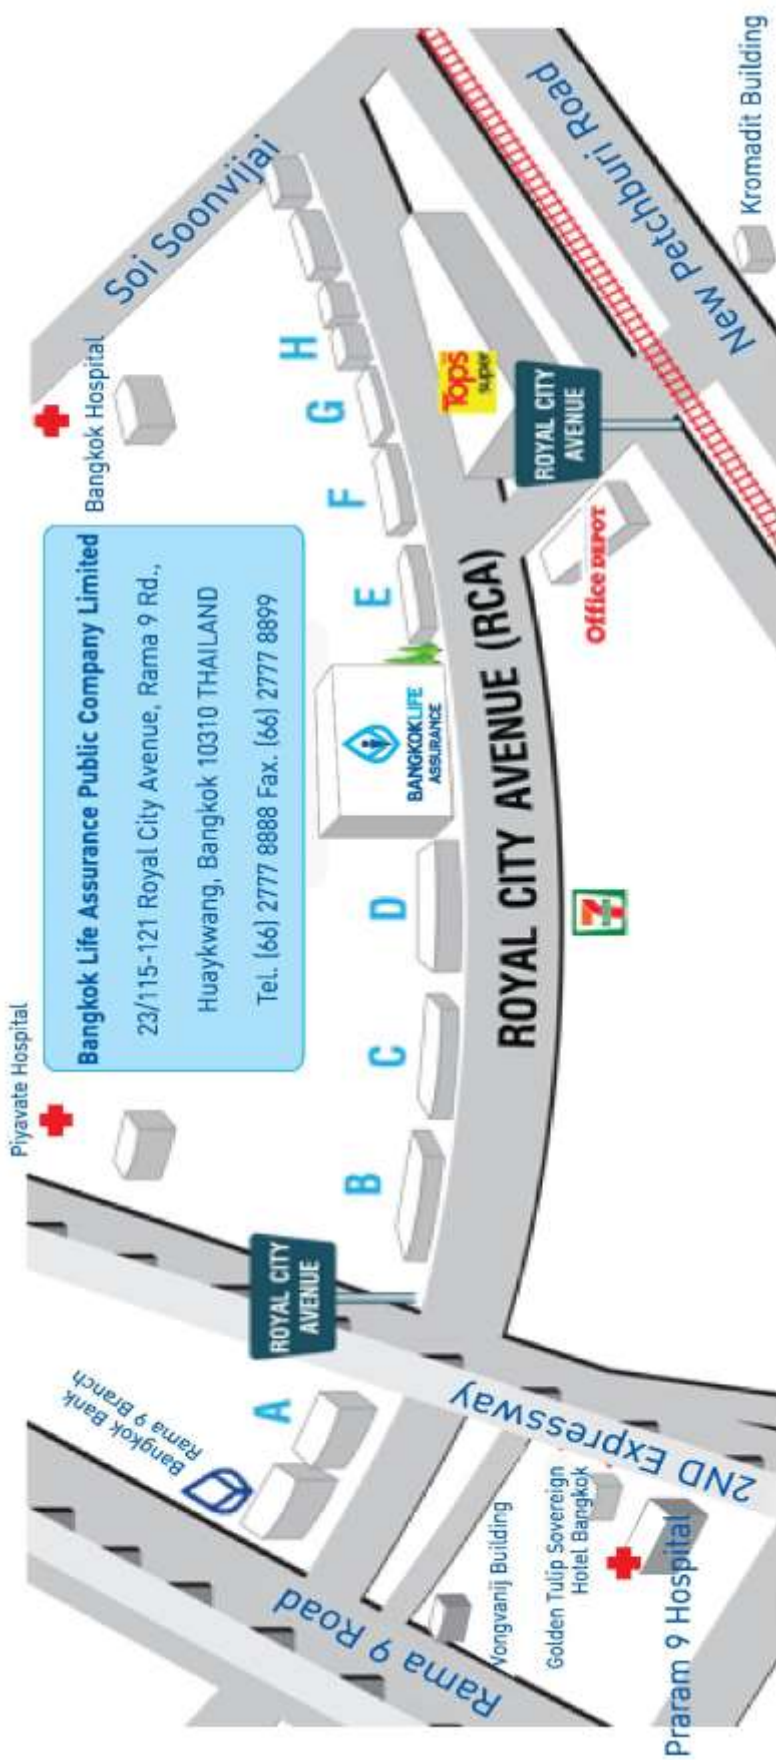 Piyavate Hospital
Bangkok Hospital
Soi Soonvijai
Bangkok Life Assurance Public Company Limited
23/115-121 Royal City Avenue, Rama 9 Rd.,
Huaykwang, Bangkok 10310 THAILAND
Tel. (66) 2777 8888 Fax. (66) 2777 8899
Bangkok Bank
Rama 9 Branch
ROYAL CITY
AVENUE
A
B
C
D
E
F
G
H
BANGKOKLIFE
ASSURANCE
Tops
super
Rama 9 Road
2ND Expressway
ROYAL CITY AVENUE (RCA)
ROYAL CITY
AVENUE
Office DEPOT
7
New Petchburi Road
Kromadit Building
Vongvanij Building
Golden Tulip Sovereign
Hotel Bangkok
Praram 9 Hospital